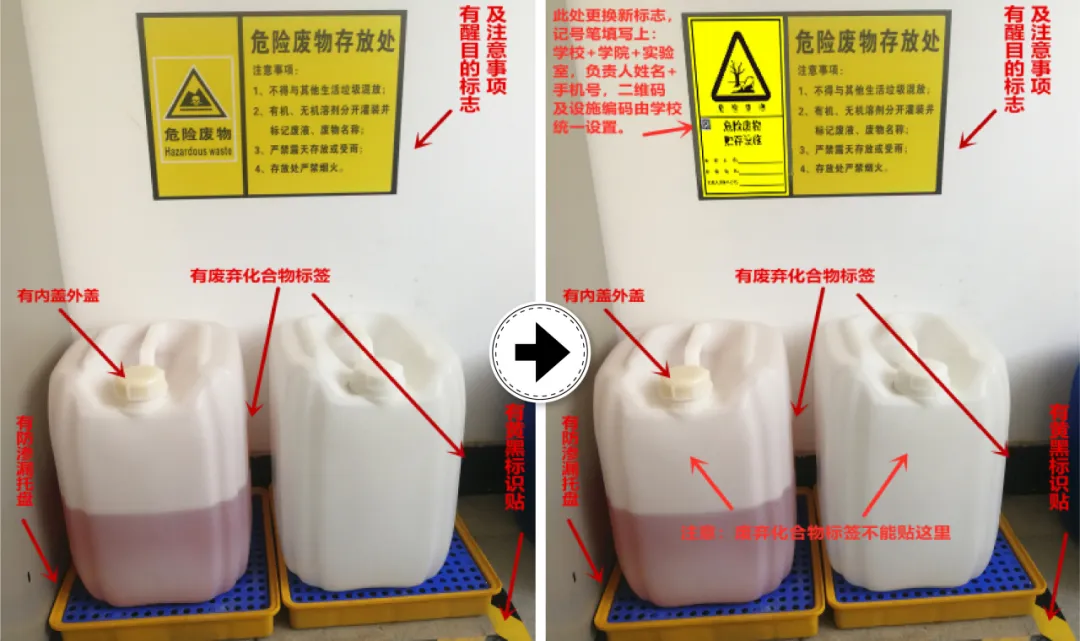 危险废物
Hazardous waste
危险废物存放处
注意事项：
1、不得与其他生活垃圾混放；
2、有机、无机溶剂分开灌装并
标记废液、废物名称；
3、严禁露天存放或受雨；
4、存放处严禁烟火。
有醒目的标志
及注意事项
有废弃化合物标签
有内盖外盖
有防渗漏托盘
有黄黑标识贴
此处更换新标志，
记号笔填写上：
学校+学院+实验
室，负责人姓名+
手机号，二维码
及设施编码由学校
统一设置。
危险废物
危险废物
贮存设施
危险废物存放处
注意事项：
1、不得与其他生活垃圾混放；
2、有机、无机溶剂分开灌装并
标记废液、废物名称；
3、严禁露天存放或受雨；
4、存放处严禁烟火。
有醒目的标志
及注意事项
有废弃化合物标签
有内盖外盖
有防渗漏托盘
有黄黑标识贴
注意：废弃化合物标签不能贴这里